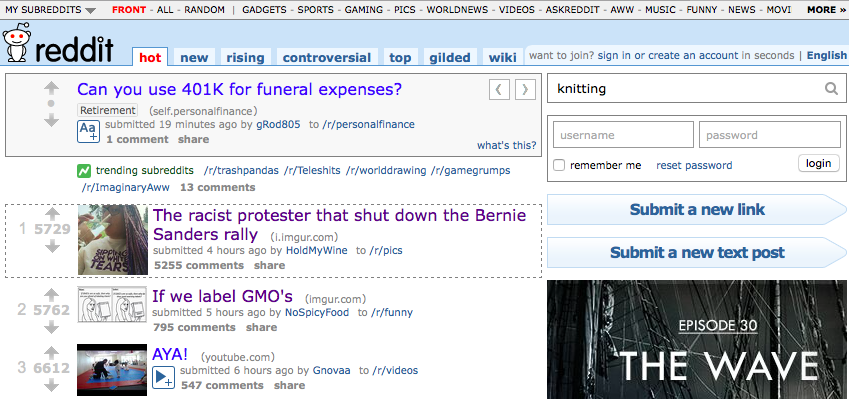 MY SUBREDDITS FRONT - ALL - RANDOM | GADGETS - SPORTS - GAMING - PICS - WORLDNEWS - VIDEOS - ASKREDDIT - AWW - MUSIC - FUNNY - NEWS - MOVI MORE »
reddit hot new rising controversial top gilded wiki want to join? sign in or create an account in seconds | English
Can you use 401K for funeral expenses?
Retirement (self.personalfinance)
Aa+ submitted 19 minutes ago by gRod805 to /r/personalfinance
1 comment share
what's this?
trending subreddits /r/trashpandas /r/Teleshits /r/worlddrawing /r/gamegrumps
/r/ImaginaryAww 13 comments
1 5729
The racist protester that shut down the Bernie
Sanders rally (i.imgur.com)
submitted 4 hours ago by HoldMyWine to /r/pics
5255 comments share
SIPPING
TEARS
2 5762
If we label GMO's (imgur.com)
submitted 5 hours ago by NoSpicyFood to /r/funny
795 comments share
3 6612
AYA! (youtube.com)
submitted 6 hours ago by Gnovaa to /r/videos
547 comments share
knitting
username password
remember me reset password login
Submit a new link
Submit a new text post
EPISODE 30
THE WAVE